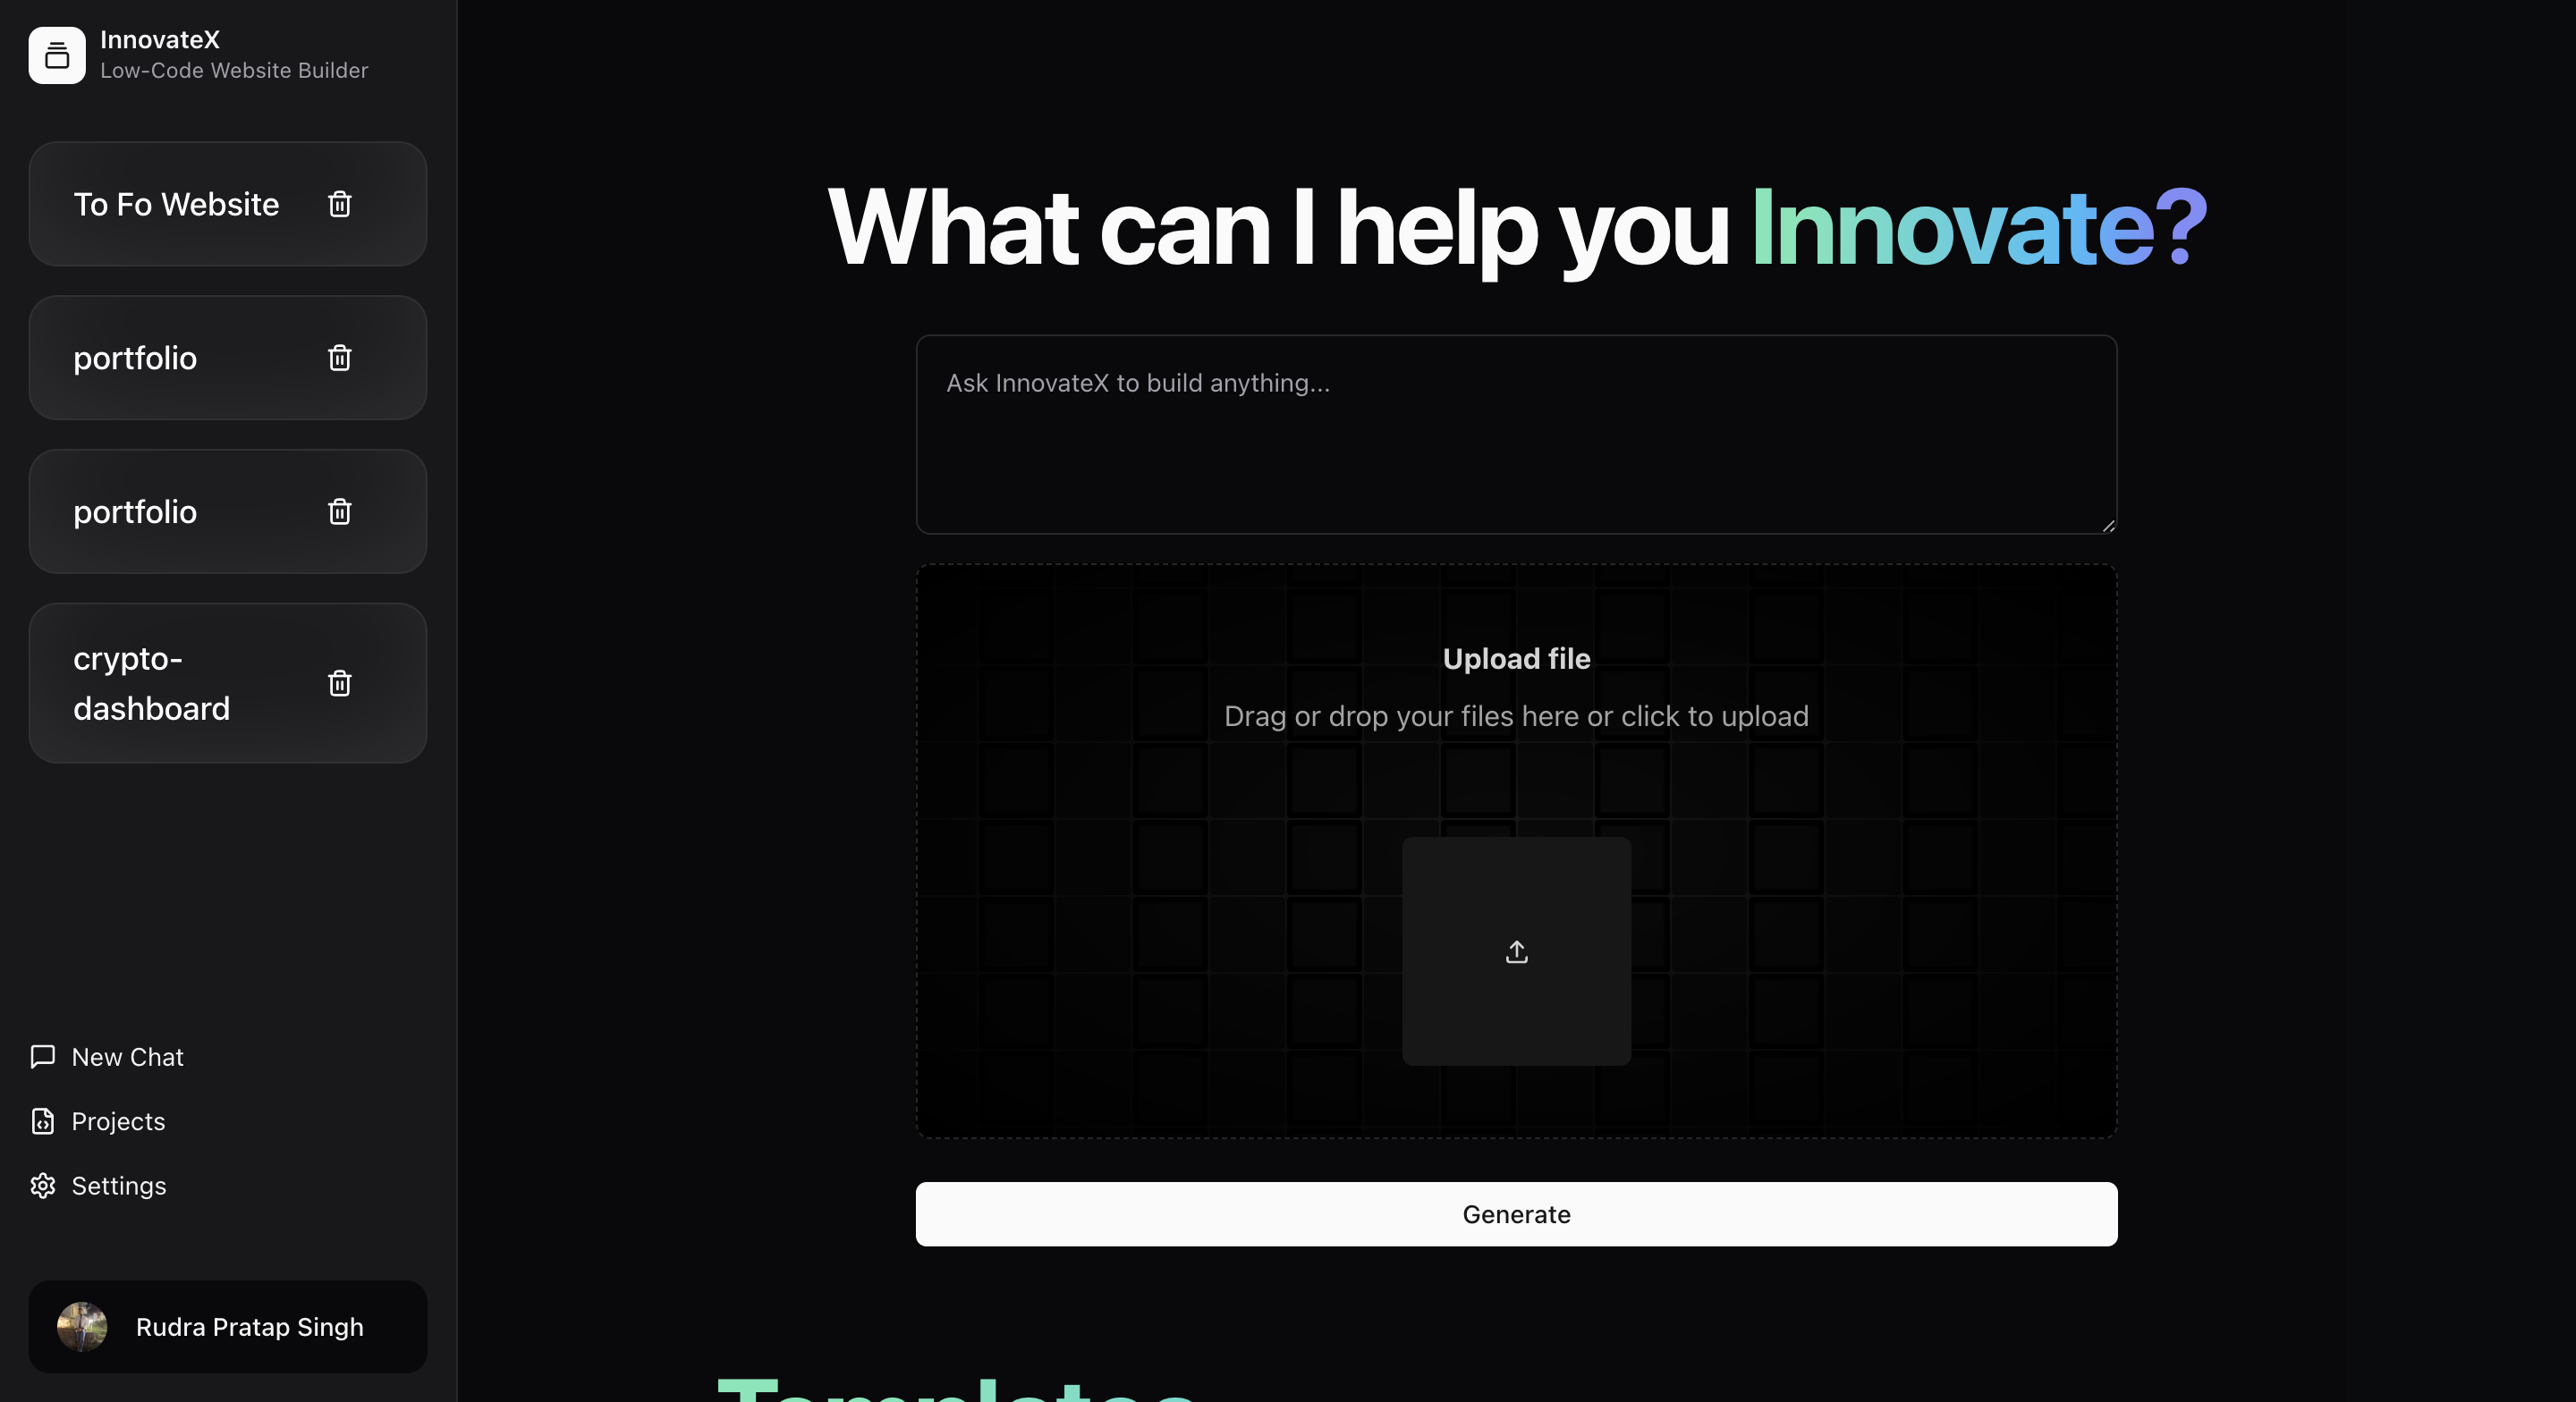 InnovateX
Low-Code Website Builder
To Fo Website
portfolio
portfolio
crypto-
dashboard
New Chat
Projects
Settings
Rudra Pratap Singh
What can I help you Innovate?
Ask InnovateX to build anything...
Upload file
Drag or drop your files here or click to upload
Generate
Templates